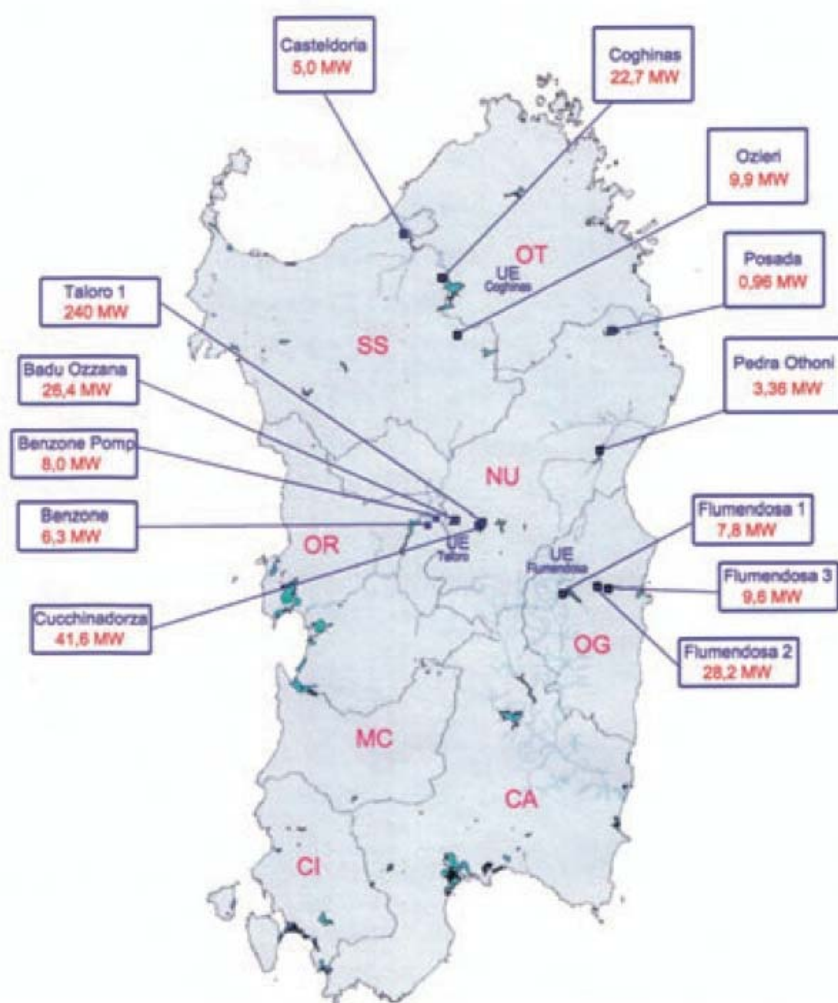 Casteldoria
5,0 MW
Coghinas
22,7 MW
Ozieri
9,9 MW
OT
UE
Coghinas
Posada
0,96 MW
Taloro 1
240 MW
SS
Badu Ozzana
26,4 MW
Pedra Othoni
3,36 MW
Benzone Pomp
8,0 MW
NU
Benzone
6,3 MW
OR
UE
Taloro
UE
Flumendosa
Flumendosa 1
7,8 MW
Flumendosa 3
9,6 MW
Cucchinadorza
41,6 MW
OG
Flumendosa 2
28,2 MW
MC
CA
CI